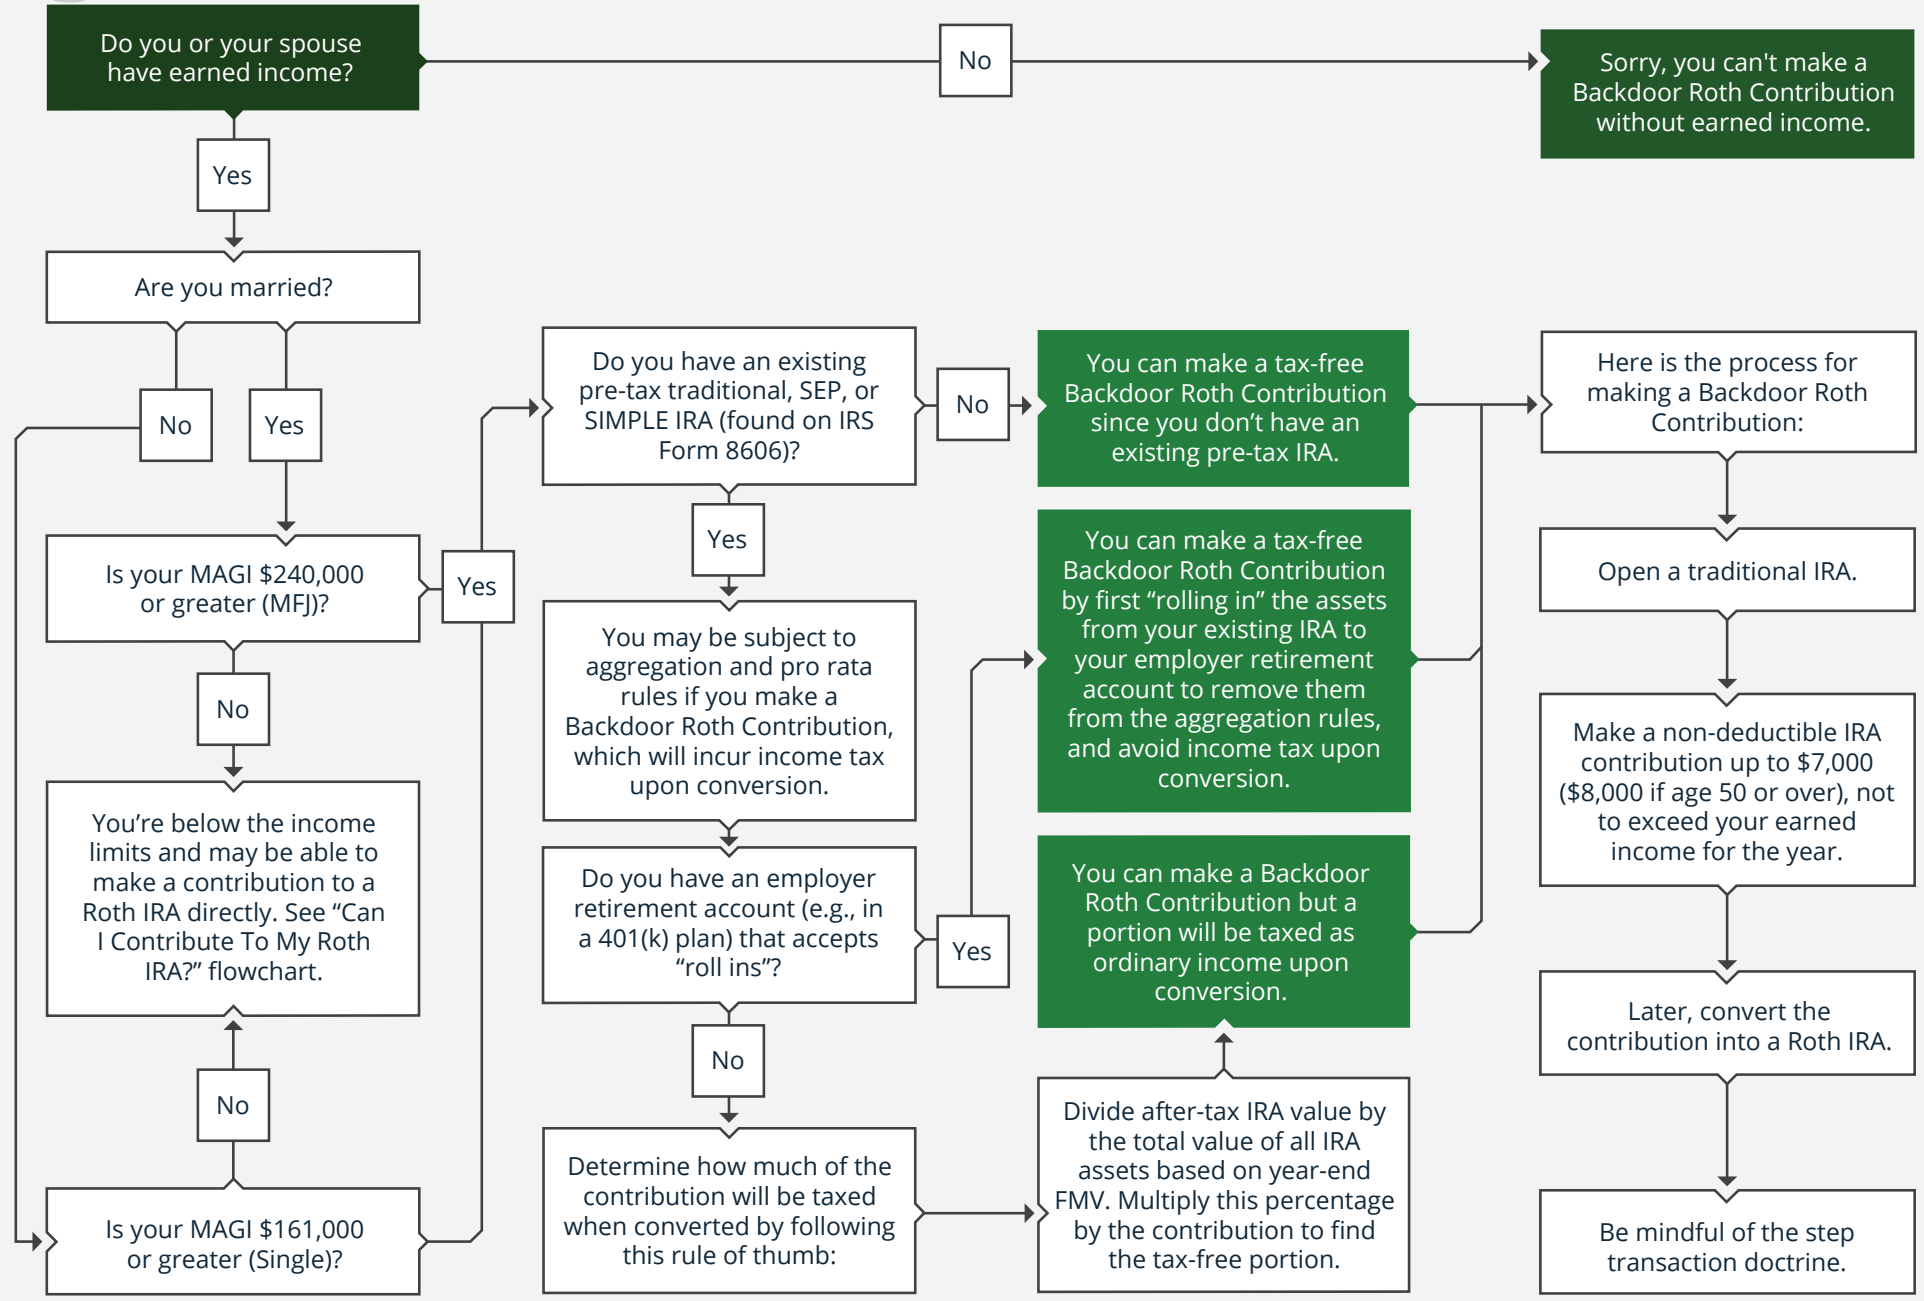 Do you or your spouse
have earned income?
No
Sorry, you can't make a
Backdoor Roth Contribution
without earned income.
Yes
Are you married?
No
Yes
Is your MAGI $240,000
or greater (MFJ)?
Yes
No
You’re below the income
limits and may be able to
make a contribution to a
Roth IRA directly. See “Can
I Contribute To My Roth
IRA?” flowchart.
No
Is your MAGI $161,000
or greater (Single)?
Do you have an existing
pre-tax traditional, SEP, or
SIMPLE IRA (found on IRS
Form 8606)?
No
Yes
You may be subject to
aggregation and pro rata
rules if you make a
Backdoor Roth Contribution,
which will incur income tax
upon conversion.
Do you have an employer
retirement account (e.g., in
a 401(k) plan) that accepts
“roll ins”?
Yes
No
Determine how much of the
contribution will be taxed
when converted by following
this rule of thumb:
You can make a tax-free
Backdoor Roth Contribution
since you don’t have an
existing pre-tax IRA.
You can make a tax-free
Backdoor Roth Contribution
by first “rolling in” the assets
from your existing IRA to
your employer retirement
account to remove them
from the aggregation rules,
and avoid income tax upon
conversion.
You can make a Backdoor
Roth Contribution but a
portion will be taxed as
ordinary income upon
conversion.
Divide after-tax IRA value by
the total value of all IRA
assets based on year-end
FMV. Multiply this percentage
by the contribution to find
the tax-free portion.
Here is the process for
making a Backdoor Roth
Contribution:
Open a traditional IRA.
Make a non-deductible IRA
contribution up to $7,000
($8,000 if age 50 or over), not
to exceed your earned
income for the year.
Later, convert the
contribution into a Roth IRA.
Be mindful of the step
transaction doctrine.